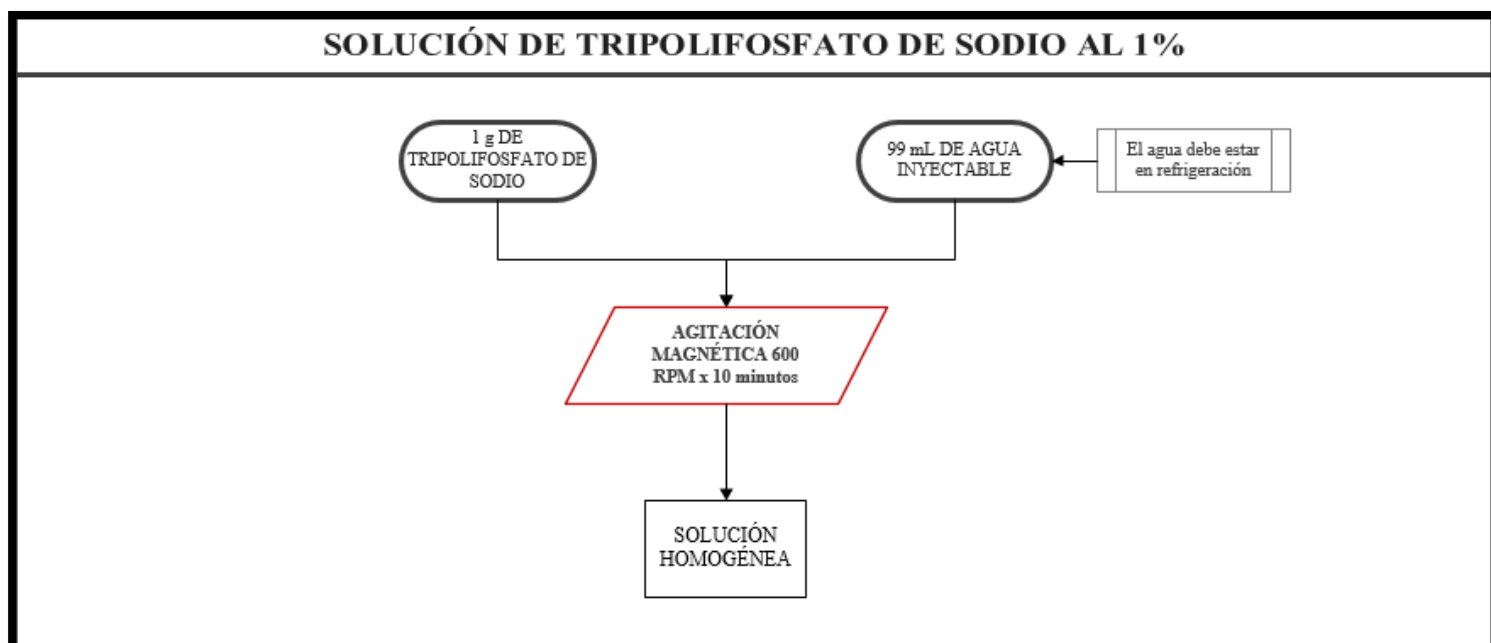 SOLUCIÓN DE TRIPOLIFOSFATO DE SODIO AL 1%
1 g DE
TRIPOLIFOSFATO DE
SODIO
99 mL DE AGUA
INYECTABLE
El agua debe estar
en refrigeración
AGITACIÓN
MAGNÉTICA 600
RPM x 10 minutos
SOLUCIÓN
HOMOGÉNEA